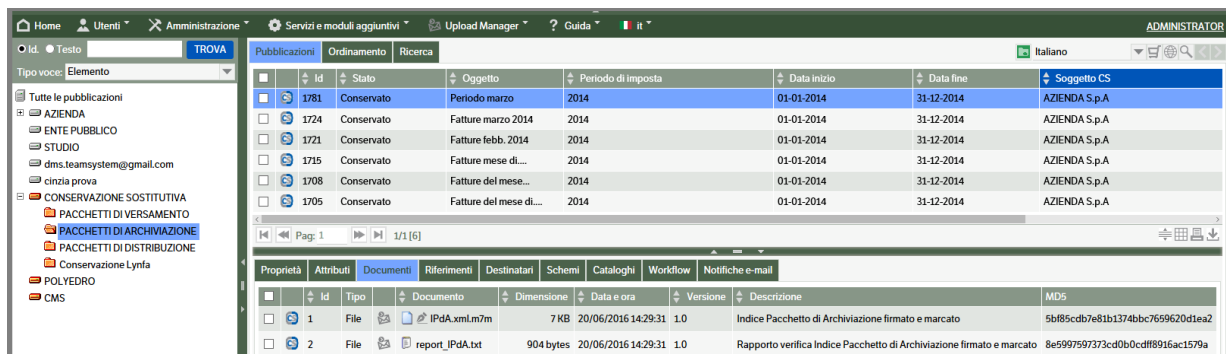 Home Utenti Amministrazione Servizi e moduli aggiuntivi Upload Manager ? Guida it ADMINISTRATOR
Id. Testo TROVA
Tipo voce: Elemento
Tutte le pubblicazioni
AZIENDA
ENTE PUBBLICO
STUDIO
dms.teamsystem@gmail.com
cinzia prova
CONSERVAZIONE SOSTITUTIVA
PACCHETTI DI VERSAMENTO
PACCHETTI DI ARCHIVIAZIONE
PACCHETTI DI DISTRIBUZIONE
Conservazione Lynfa
POLYEDRO
CMS
Pubblicazioni Ordinamento Ricerca Italiano
Id Stato Oggetto Periodo di imposta Data inizio Data fine Soggetto CS
1781 Conservato Periodo marzo 2014 01-01-2014 31-12-2014 AZIENDA S.p.A
1724 Conservato Fatture marzo 2014 2014 01-01-2014 31-12-2014 AZIENDA S.p.A
1721 Conservato Fatture febb. 2014 2014 01-01-2014 31-12-2014 AZIENDA S.p.A
1715 Conservato Fatture mese di.... 2014 01-01-2014 31-12-2014 AZIENDA S.p.A
1708 Conservato Fatture del mese... 2014 01-01-2014 31-12-2014 AZIENDA S.p.A
1705 Conservato Fatture del mese di.... 2014 01-01-2014 31-12-2014 AZIENDA S.p.A
Pag: 1 1/1 [6]
Proprietà Attributi Documenti Riferimenti Destinatari Schemi Cataloghi Workflow Notifiche e-mail
Id Tipo Documento Dimensione Data e ora Versione Descrizione MD5
1 File IPdA.xml.m7m 7 KB 20/06/2016 14:29:31 1.0 Indice Pacchetto di Archiviazione firmato e marcato 5bf85cdb7e81b1374bbc7659620d1ea2
2 File report_IPdA.txt 904 bytes 20/06/2016 14:29:31 1.0 Rapporto verifica Indice Pacchetto di Archiviazione firmato e marcato 8e5997597373cd0b0cdff8916ac1579a